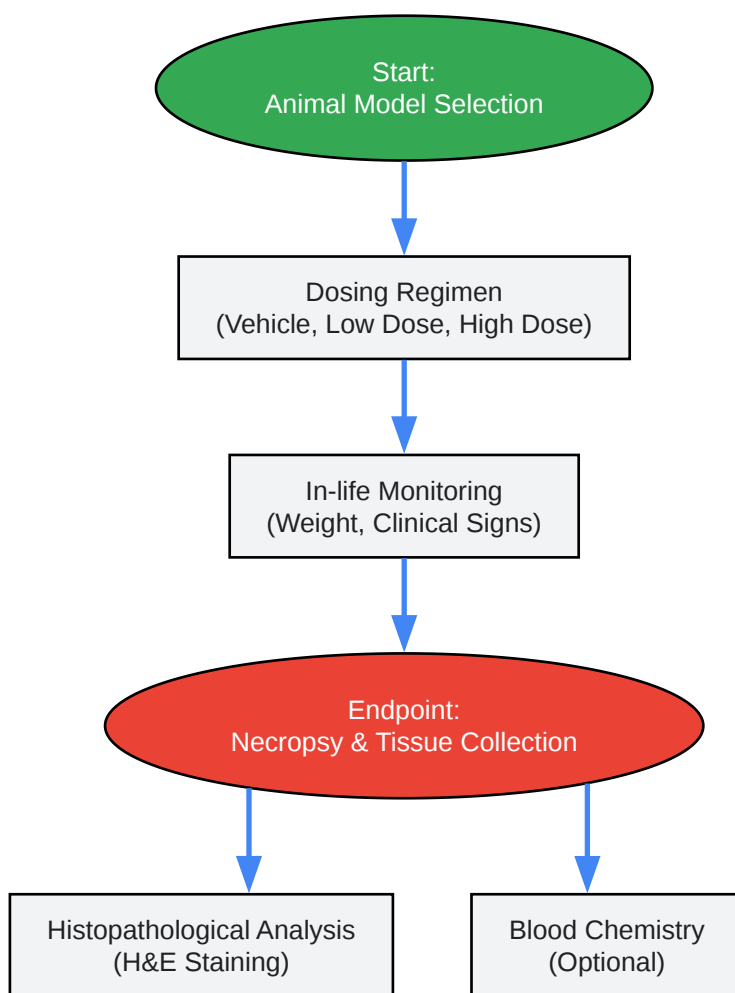 Start:
Animal Model Selection
Dosing Regimen
(Vehicle, Low Dose, High Dose)
In-life Monitoring
(Weight, Clinical Signs)
Endpoint:
Necropsy & Tissue Collection
Histopathological Analysis
(H&E Staining)
Blood Chemistry
(Optional)